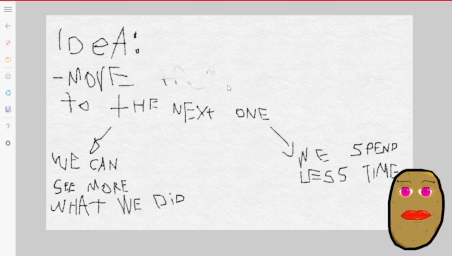 IDEA:
-MOVE
to tHE NEXt ONE
WE CAN
SEE MORE
WHAT WE DiD
WE SPEND
LESS TIME